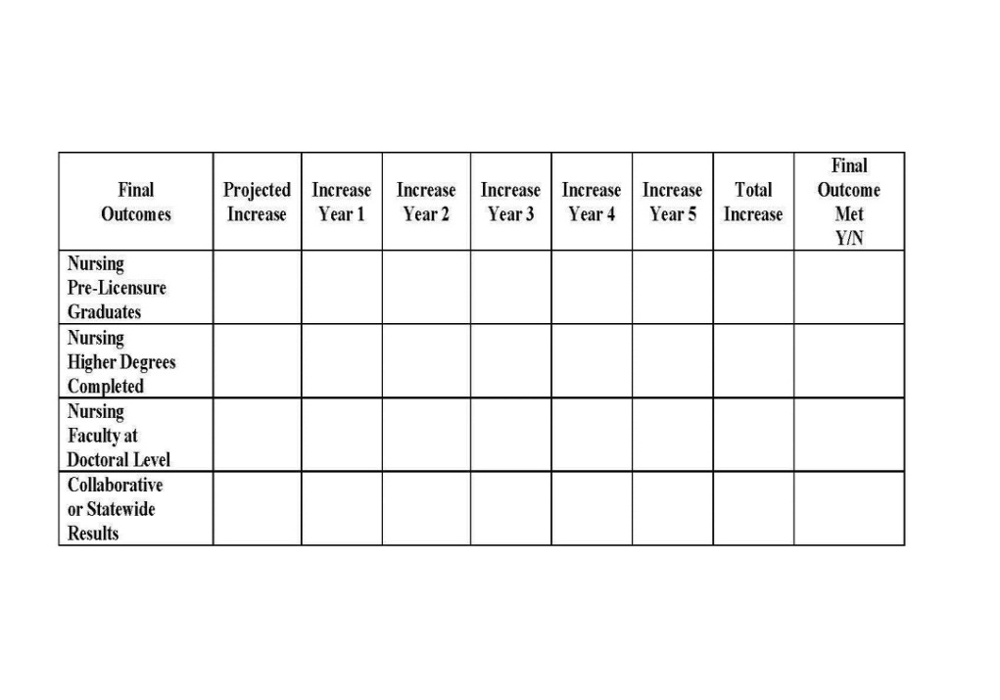 Final
Outcomes
Projected
Increase
Increase
Year 1
Increase
Year 2
Increase
Year 3
Increase
Year 4
Increase
Year 5
Total
Increase
Final
Outcome
Met
Y/N
Nursing
Pre-Licensure
Graduates
Nursing
Higher Degrees
Completed
Nursing
Faculty at
Doctoral Level
Collaborative
or Statewide
Results